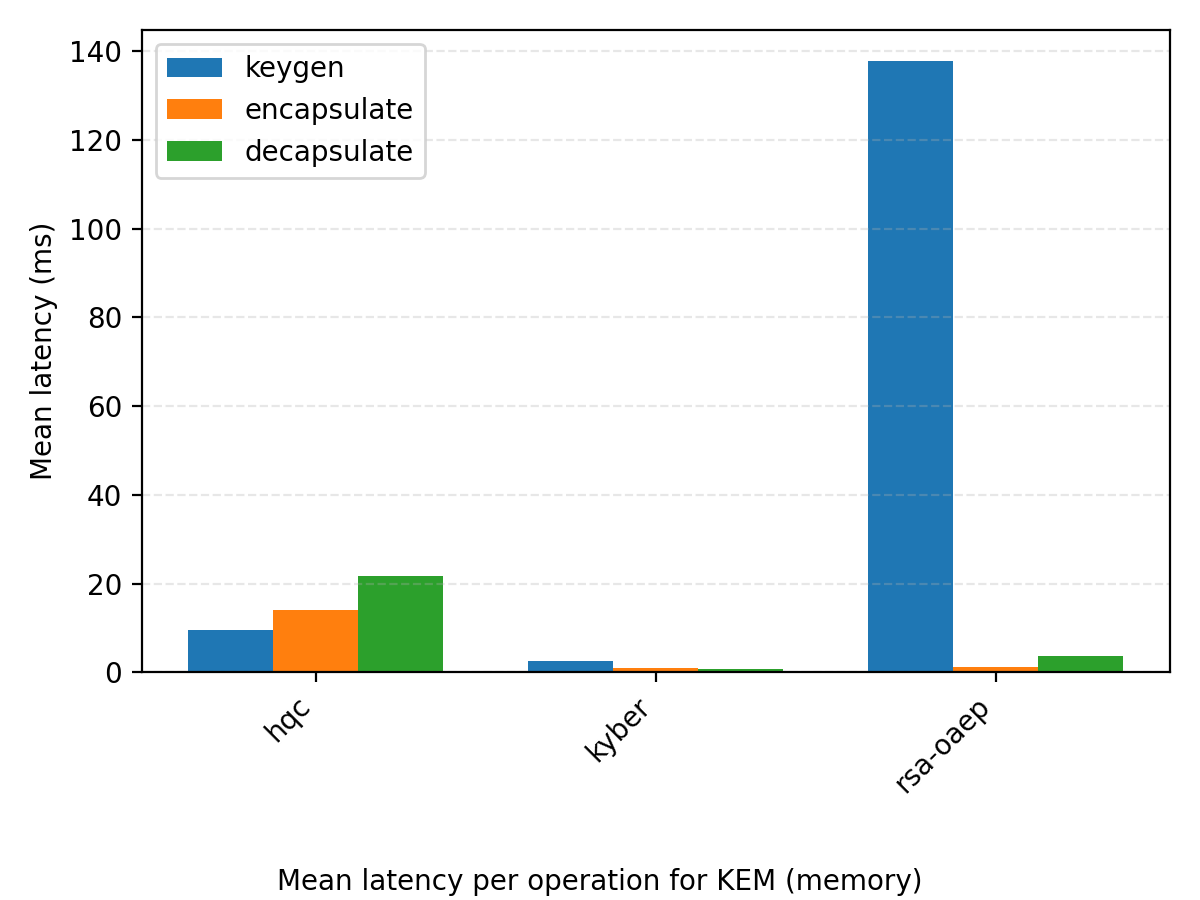 140
120
100
80
60
40
20
0
Mean latency (ms)
keygen
encapsulate
decapsulate
hqc
kyber
rsa-oaep
Mean latency per operation for KEM (memory)